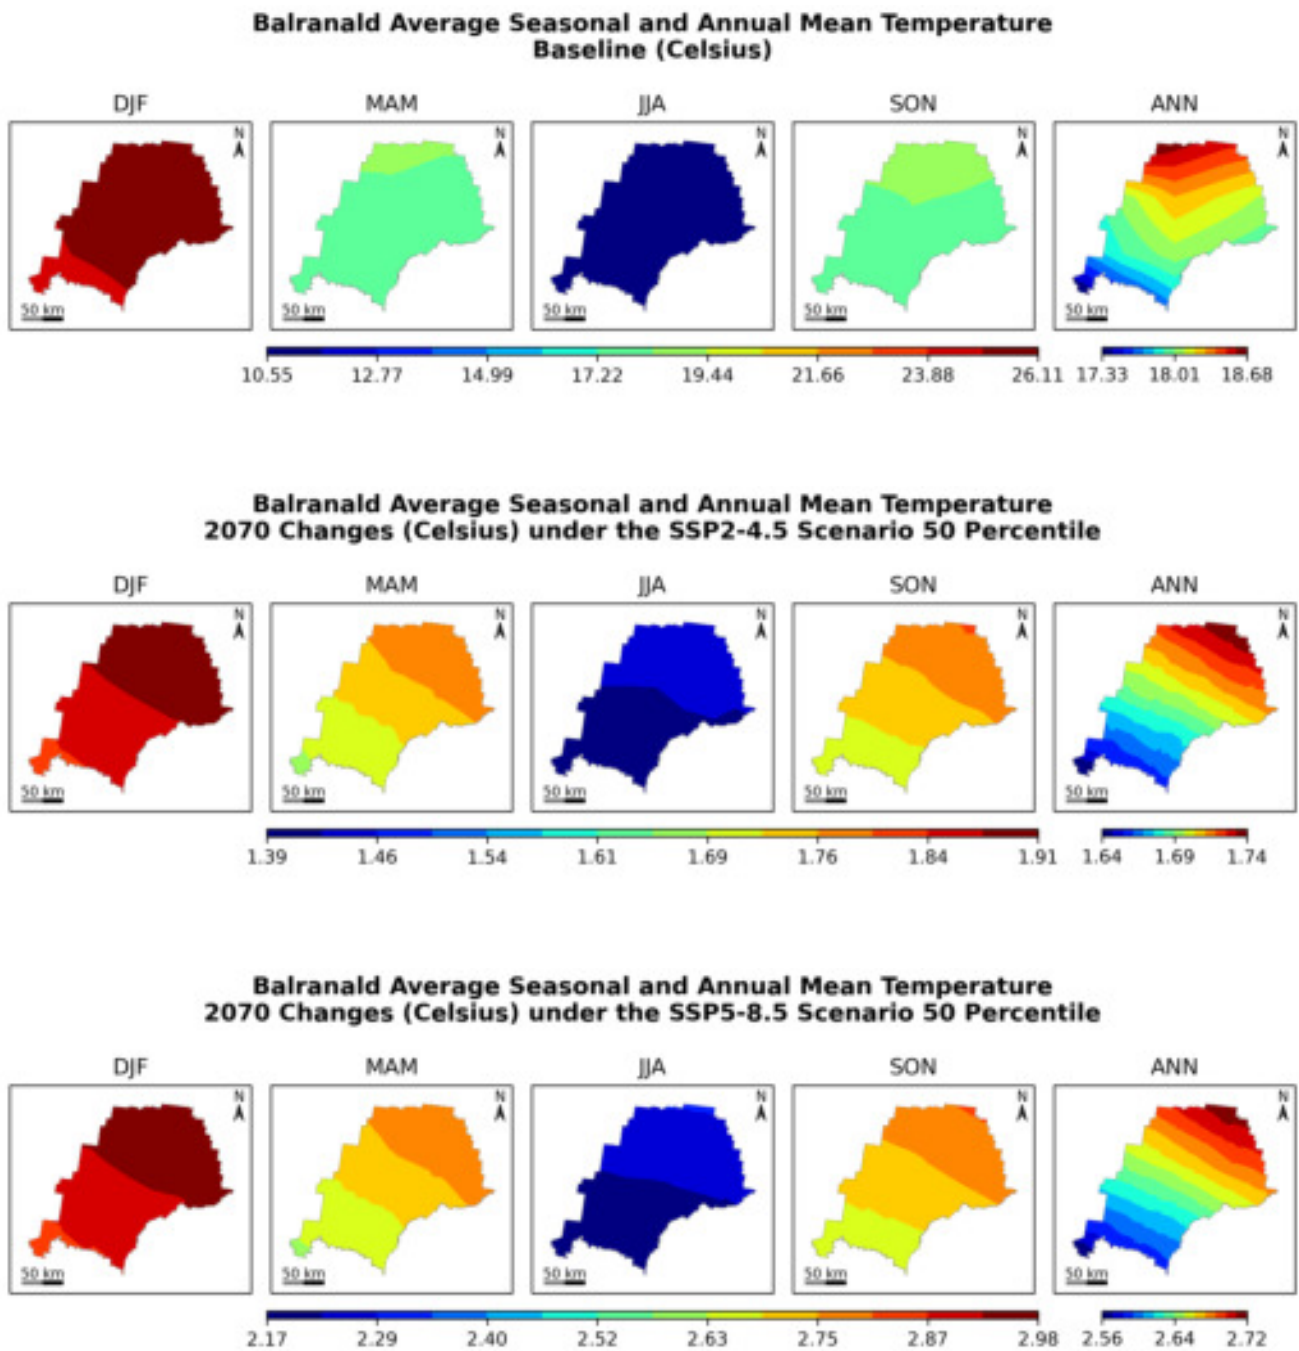 Balranald Average Seasonal and Annual Mean Temperature
Baseline (Celsius)
DJF MAM JJA SON ANN
N N N N N
50 km 50 km 50 km 50 km 50 km
10.55 12.77 14.99 17.22 19.44 21.66 23.88 26.11 17.33 18.01 18.68
Balranald Average Seasonal and Annual Mean Temperature
2070 Changes (Celsius) under the SSP2-4.5 Scenario 50 Percentile
DJF MAM JJA SON ANN
N N N N N
50 km 50 km 50 km 50 km 50 km
1.39 1.46 1.54 1.61 1.69 1.76 1.84 1.91 1.64 1.69 1.74
Balranald Average Seasonal and Annual Mean Temperature
2070 Changes (Celsius) under the SSP5-8.5 Scenario 50 Percentile
DJF MAM JJA SON ANN
N N N N N
50 km 50 km 50 km 50 km 50 km
2.17 2.29 2.40 2.52 2.63 2.75 2.87 2.98 2.56 2.64 2.72